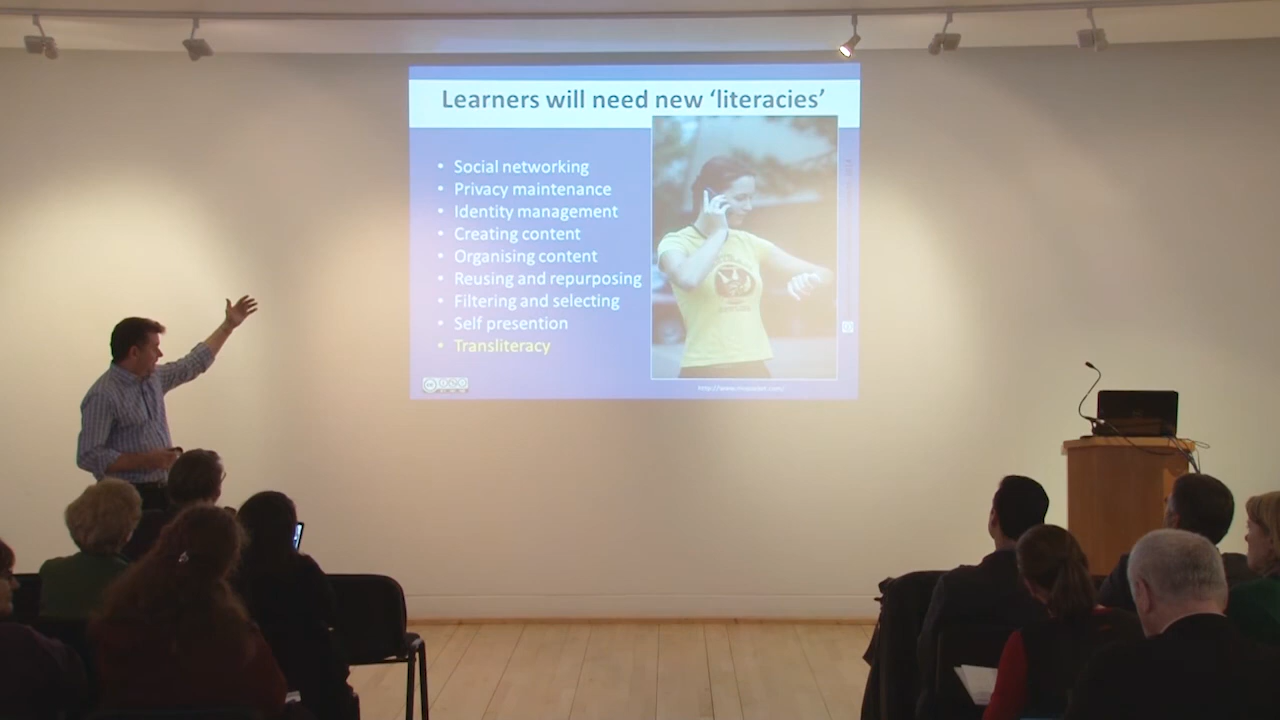 Learners will need new ‘literacies’
• Social networking
• Privacy maintenance
• Identity management
• Creating content
• Organising content
• Reusing and repurposing
• Filtering and selecting
• Self presention
• Transliteracy